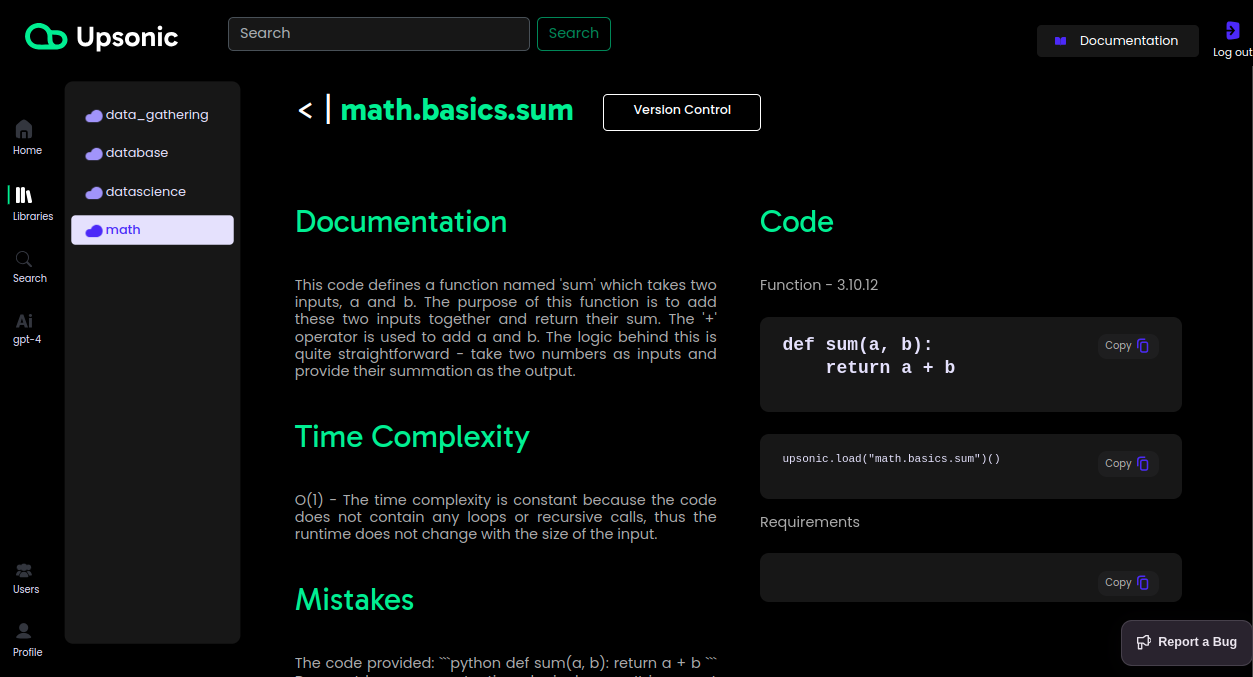 Upsonic
Search
Search
Documentation
Log out
Home
Libraries
Search
Ai
gpt-4
Users
Profile
data_gathering
database
datascience
math
< | math.basics.sum
Version Control
Documentation
This code defines a function named 'sum' which takes two
inputs, a and b. The purpose of this function is to add
these two inputs together and return their sum. The '+'
operator is used to add a and b. The logic behind this is
quite straightforward - take two numbers as inputs and
provide their summation as the output.
Time Complexity
O(1) - The time complexity is constant because the code
does not contain any loops or recursive calls, thus the
runtime does not change with the size of the input.
Mistakes
The code provided: ```python def sum(a, b): return a + b ```
Code
Function - 3.10.12
def sum(a, b):
    return a + b
Copy
upsonic.load("math.basics.sum")()
Copy
Requirements
Copy
Report a Bug